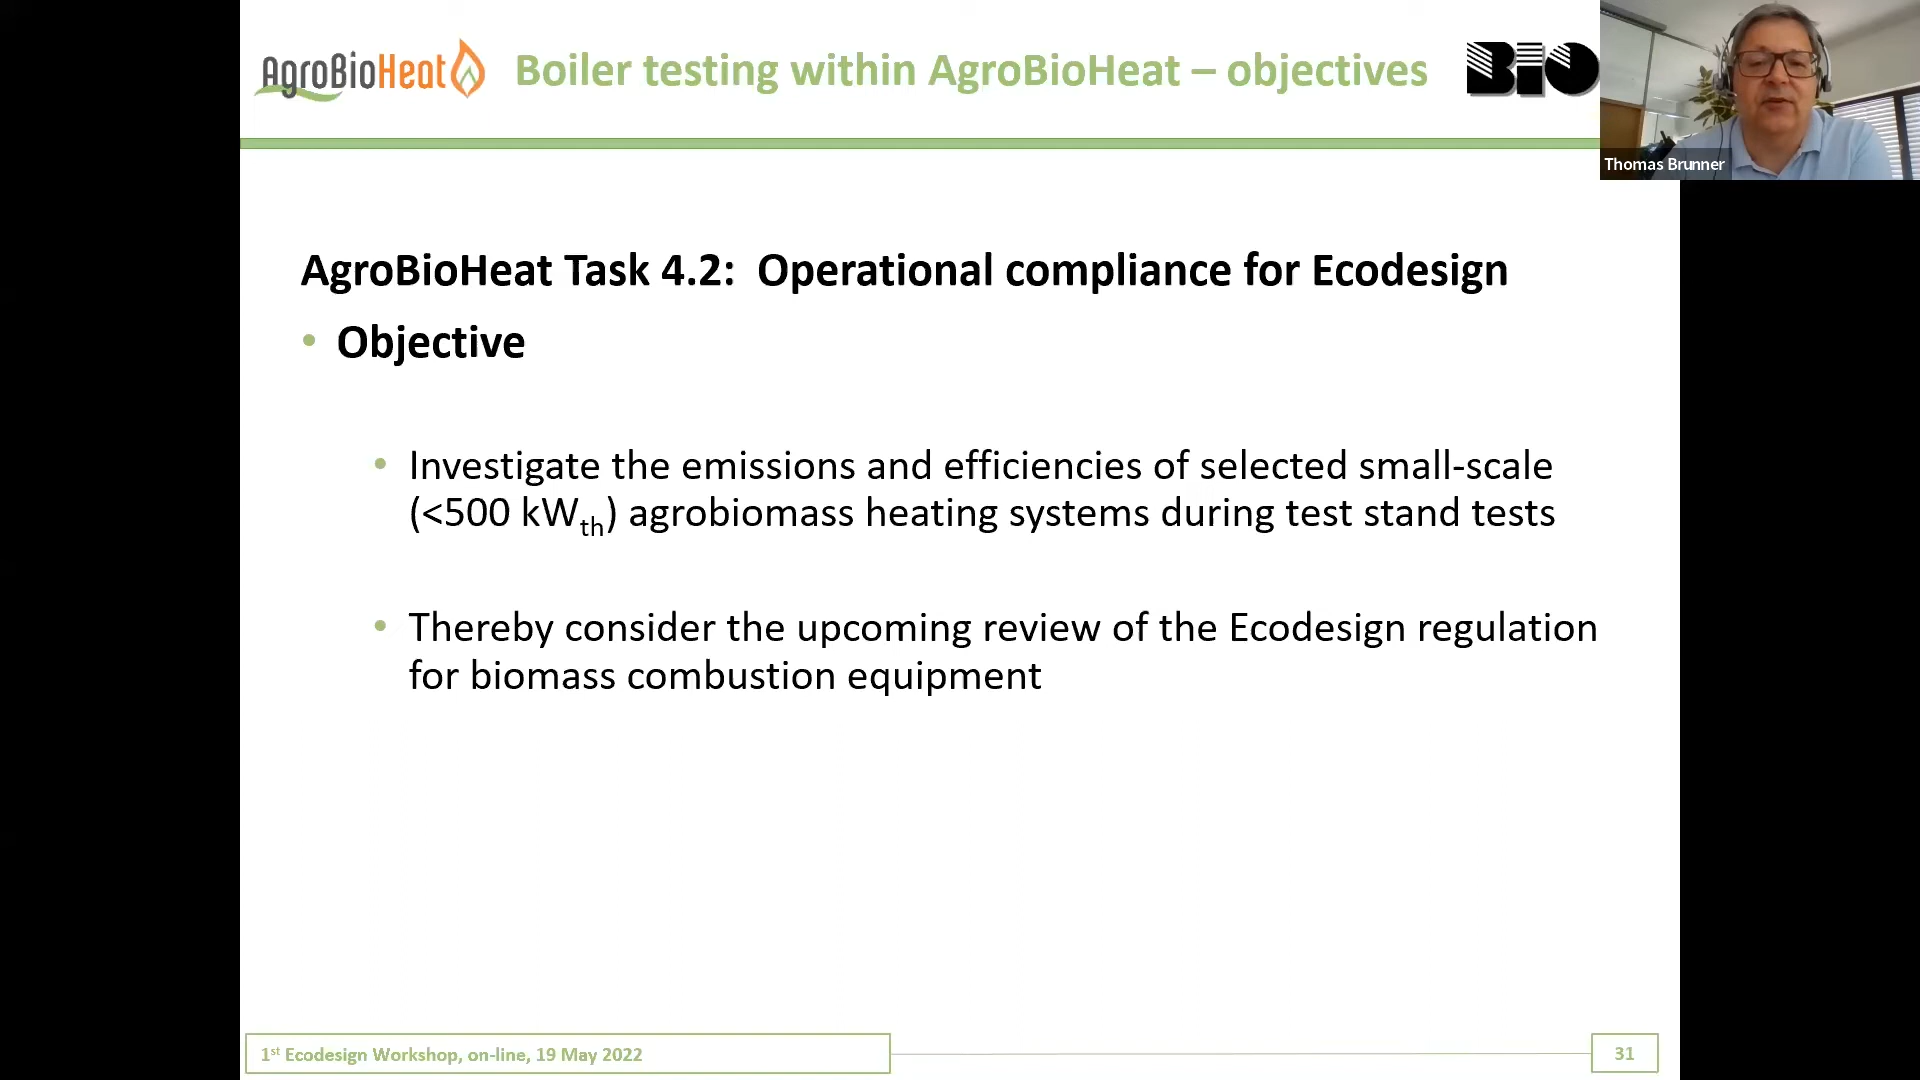 AgroBioHeat
Boiler testing within AgroBioHeat – objectives
BIO
Thomas Brunner
AgroBioHeat Task 4.2: Operational compliance for Ecodesign
• Objective
• Investigate the emissions and efficiencies of selected small-scale
(<500 kWth) agrobiomass heating systems during test stand tests
• Thereby consider the upcoming review of the Ecodesign regulation
for biomass combustion equipment
1st Ecodesign Workshop, on-line, 19 May 2022
31